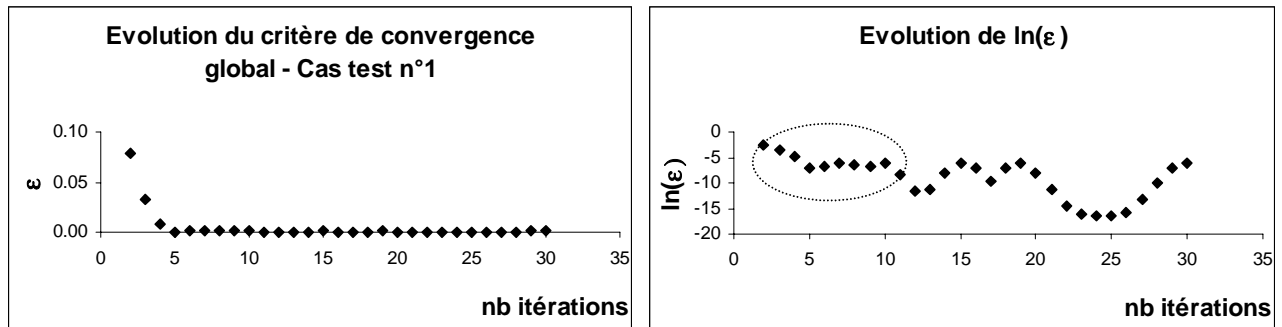 Evolution du critère de convergence
global - Cas test n°1
0.10
0.05
0.00
ε
0 5 10 15 20 25 30 35
nb itérations
Evolution de ln(ε )
0
-5
-10
-15
-20
ln(ε)
0 5 10 15 20 25 30 35
nb itérations